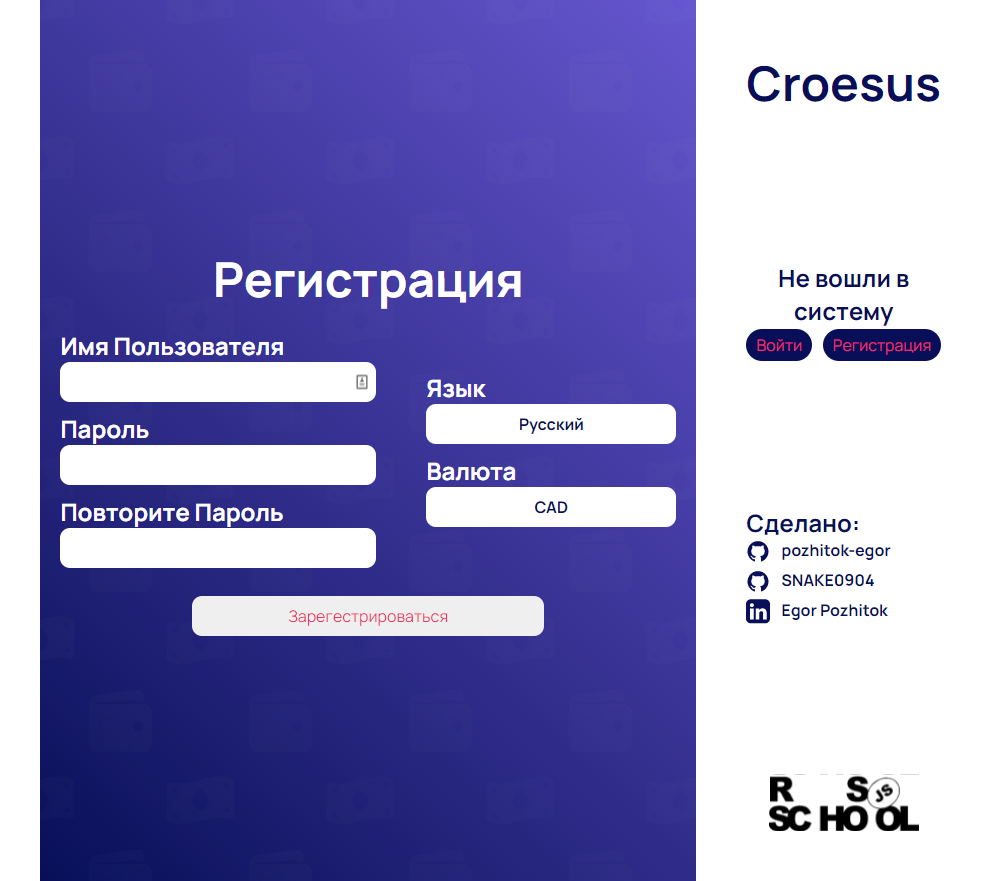 Регистрация
Имя Пользователя
Пароль
Повторите Пароль
Язык
Русский
Валюта
CAD
Зарегестрироваться
Croesus
Не вошли в
систему
Войти
Регистрация
Сделано:
pozhitok-egor
SNAKE0904
in Egor Pozhitok
R S JS
SCHOOL